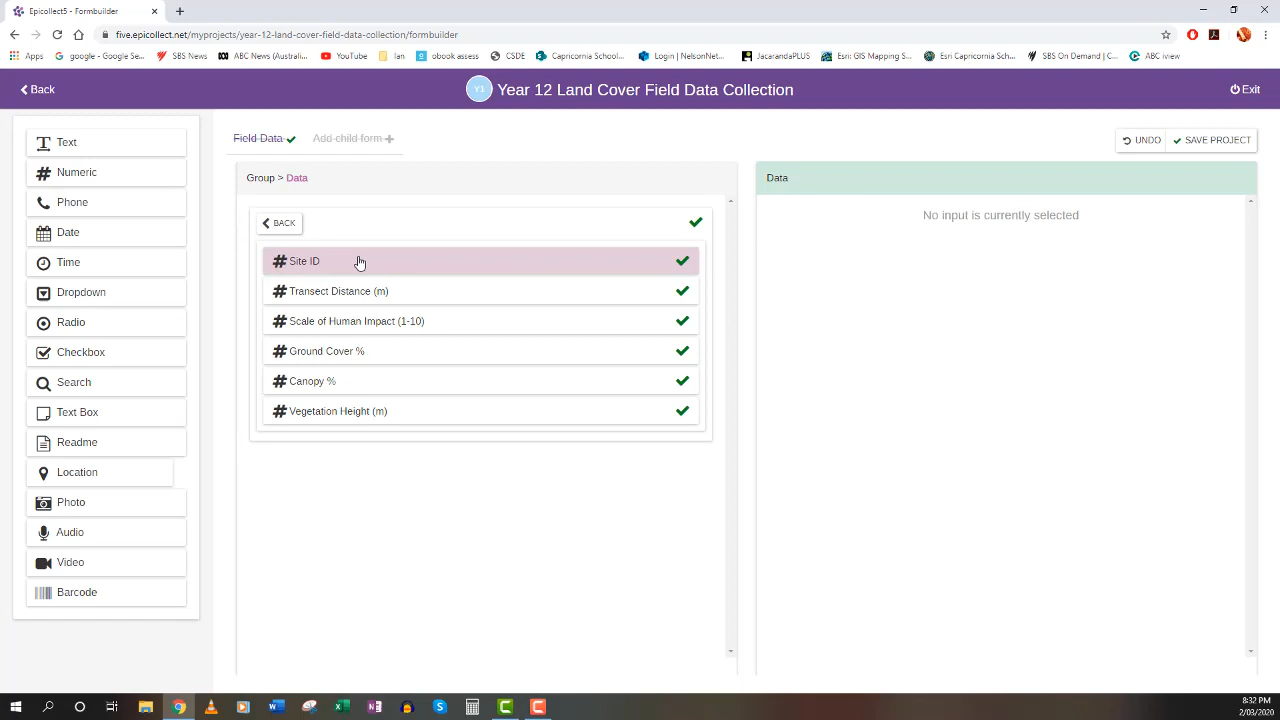 Epicollect5 - Formbuilder
five.epicollect.net/myprojects/year-12-land-cover-field-data-collection/formbuilder
Apps google - Google Se... SBS News ABC News (Australi... YouTube Ian obook assess CSDE Capricornia School... Login | NelsonNet... JacarandaPLUS Esri: GIS Mapping S... Esri Capricornia Sch... SBS On Demand | C... ABC iview
Back Y1 Year 12 Land Cover Field Data Collection Exit
Text
Numeric
Phone
Date
Time
Dropdown
Radio
Checkbox
Search
Text Box
Readme
Location
Photo
Audio
Video
Barcode
Field Data Add child form
UNDO SAVE PROJECT
Group > Data
BACK
Site ID
Transect Distance (m)
Scale of Human Impact (1-10)
Ground Cover %
Canopy %
Vegetation Height (m)
Data
No input is currently selected
8:32 PM
2/03/2020